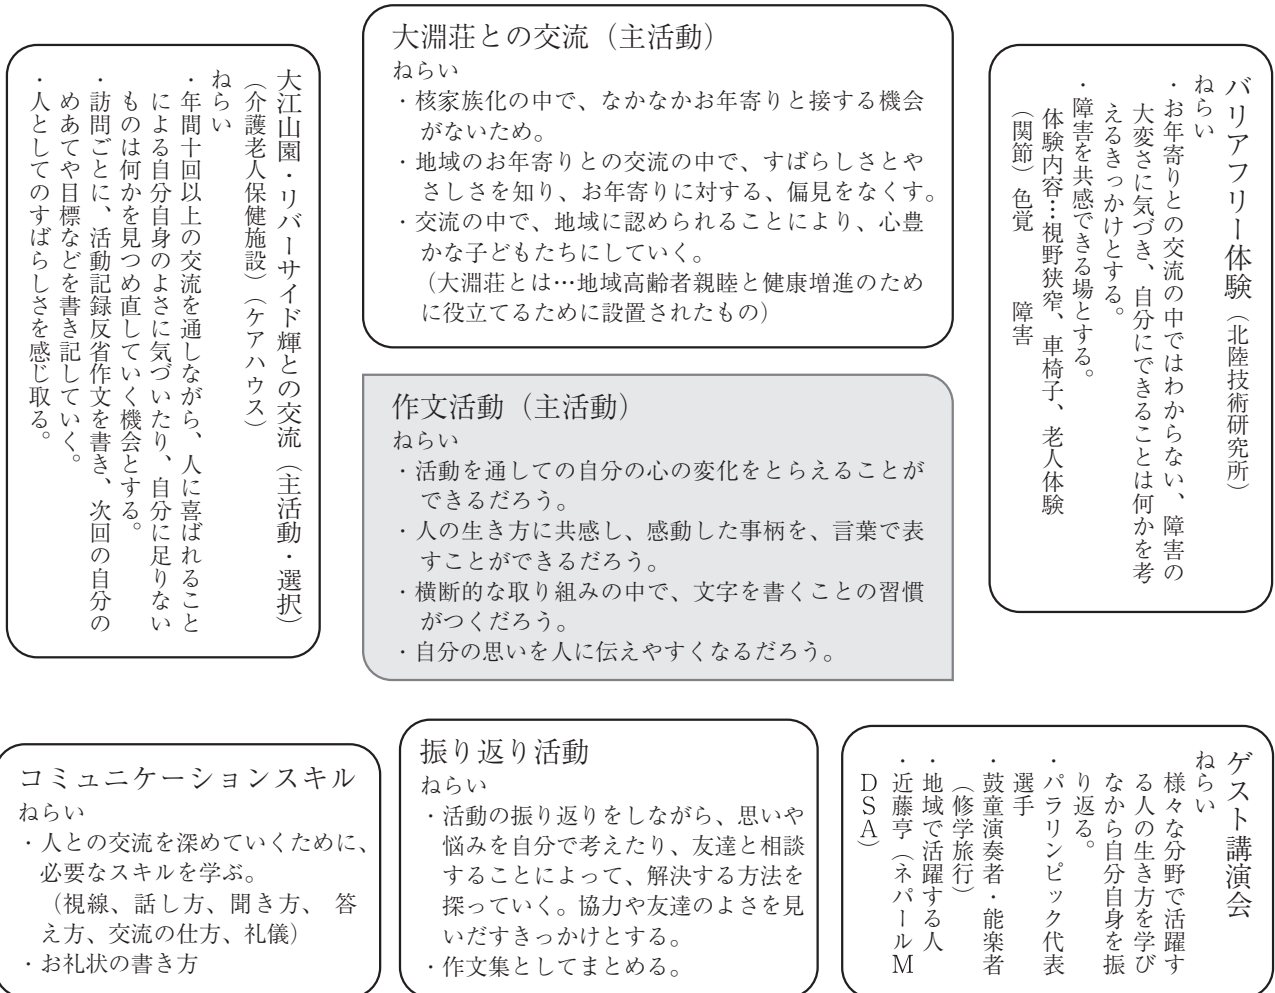 大淵荘との交流（主活動）
ねらい
・核家族化の中で、なかなかお年寄りと接する機会
がないため。
・地域のお年寄りとの交流の中で、すばらしさとや
さしさを知り、お年寄りに対する、偏見をなくす。
・交流の中で、地域に認められることにより、心豊
かな子どもたちにしていく。
（大淵荘とは…地域高齢者親睦と健康増進のため
に役立てるために設置されたもの）
バリアフリー体験（北陸技術研究所）
ねらい
・お年寄りとの交流の中ではわからない、障害の
大変さに気づき、自分にできることは何かを考
えるきっかけとする。
・障害を共感できる場とする。
体験内容…視野狭窄、車椅子、老人体験
（関節）色覚　　障害
大江山園・リバーサイド輝との交流（主活動・選択）
（介護老人保健施設）（ケアハウス）
ねらい
・年間十回以上の交流を通しながら、人に喜ばれること
による自分自身のよさに気づいたり、自分に足りない
ものは何かを見つめ直していく機会とする。
・訪問ごとに、活動記録反省作文を書き、次回の自分の
めあてや目標などを書き記していく。
・人としてのすばらしさを感じ取る。
作文活動（主活動）
ねらい
・活動を通しての自分の心の変化をとらえることが
できるだろう。
・人の生き方に共感し、感動した事柄を、言葉で表
すことができるだろう。
・横断的な取り組みの中で、文字を書くことの習慣
がつくだろう。
・自分の思いを人に伝えやすくなるだろう。
コミュニケーションスキル
ねらい
・人との交流を深めていくために、
必要なスキルを学ぶ。
（視線、話し方、聞き方、 答
え方、交流の仕方、礼儀）
・お礼状の書き方
振り返り活動
ねらい
・活動の振り返りをしながら、思いや
悩みを自分で考えたり、友達と相談
することによって、解決する方法を
探っていく。協力や友達のよさを見
いだすきっかけとする。
・作文集としてまとめる。
ゲスト講演会
ねらい
様々な分野で活躍す
る人の生き方を学び
なから自分自身を振
り返る。
・パラリンピック代表
選手
・鼓童演奏者・能楽者
（修学旅行）
・地域で活躍する人
・近藤亨（ネパールM
DSA）